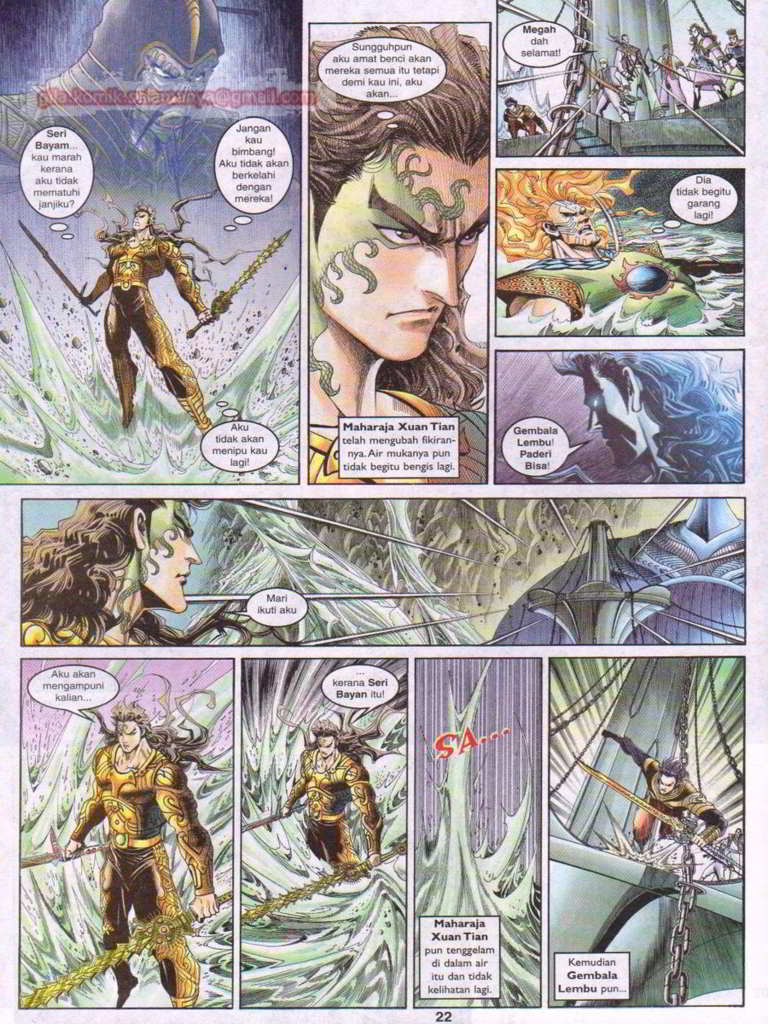 Seri
Bayam...
kau marah
kerana
aku tidak
mematuhi
janjiku?
Jangan
kau
bimbang!
Aku tidak akan
berkelahi
dengan
mereka!
Aku
tidak akan
menipu kau
lagi!
Sungguhpun
aku amat benci akan
mereka semua itu tetapi
demi kau ini, aku
akan...
Maharaja Xuan Tian
telah mengubah fikiran-
nya. Air mukanya pun
tidak begitu bengis lagi.
Megah
dah
selamat!
Dia
tidak begitu
garang
lagi!
Gembala
Lembu!
Paderi
Bisa!
Mari
ikuti aku
Aku akan
mengampuni
kalian...
...
kerana Seri
Bayan itu!
SA...
Maharaja
Xuan Tian
pun tenggelam
di dalam air
itu dan tidak
kelihatan lagi.
Kemudian
Gembala
Lembu pun...
22